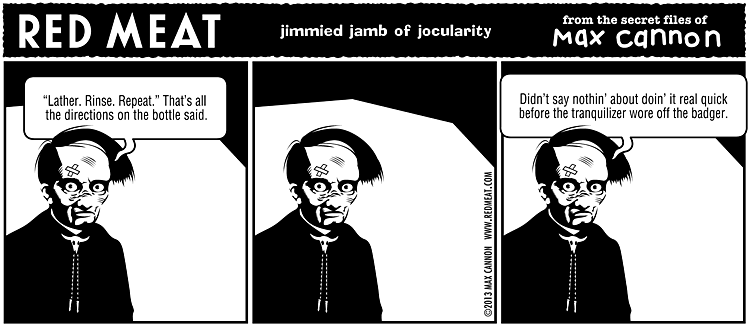 RED MEAT
jimmied jamb of jocularity
from the secret files of
Max cannon
“Lather. Rinse. Repeat.” That’s all
the directions on the bottle said.
©2013 MAX CANNON WWW.REDMEAT.COM
Didn’t say nothin’ about doin’ it real quick
before the tranquilizer wore off the badger.